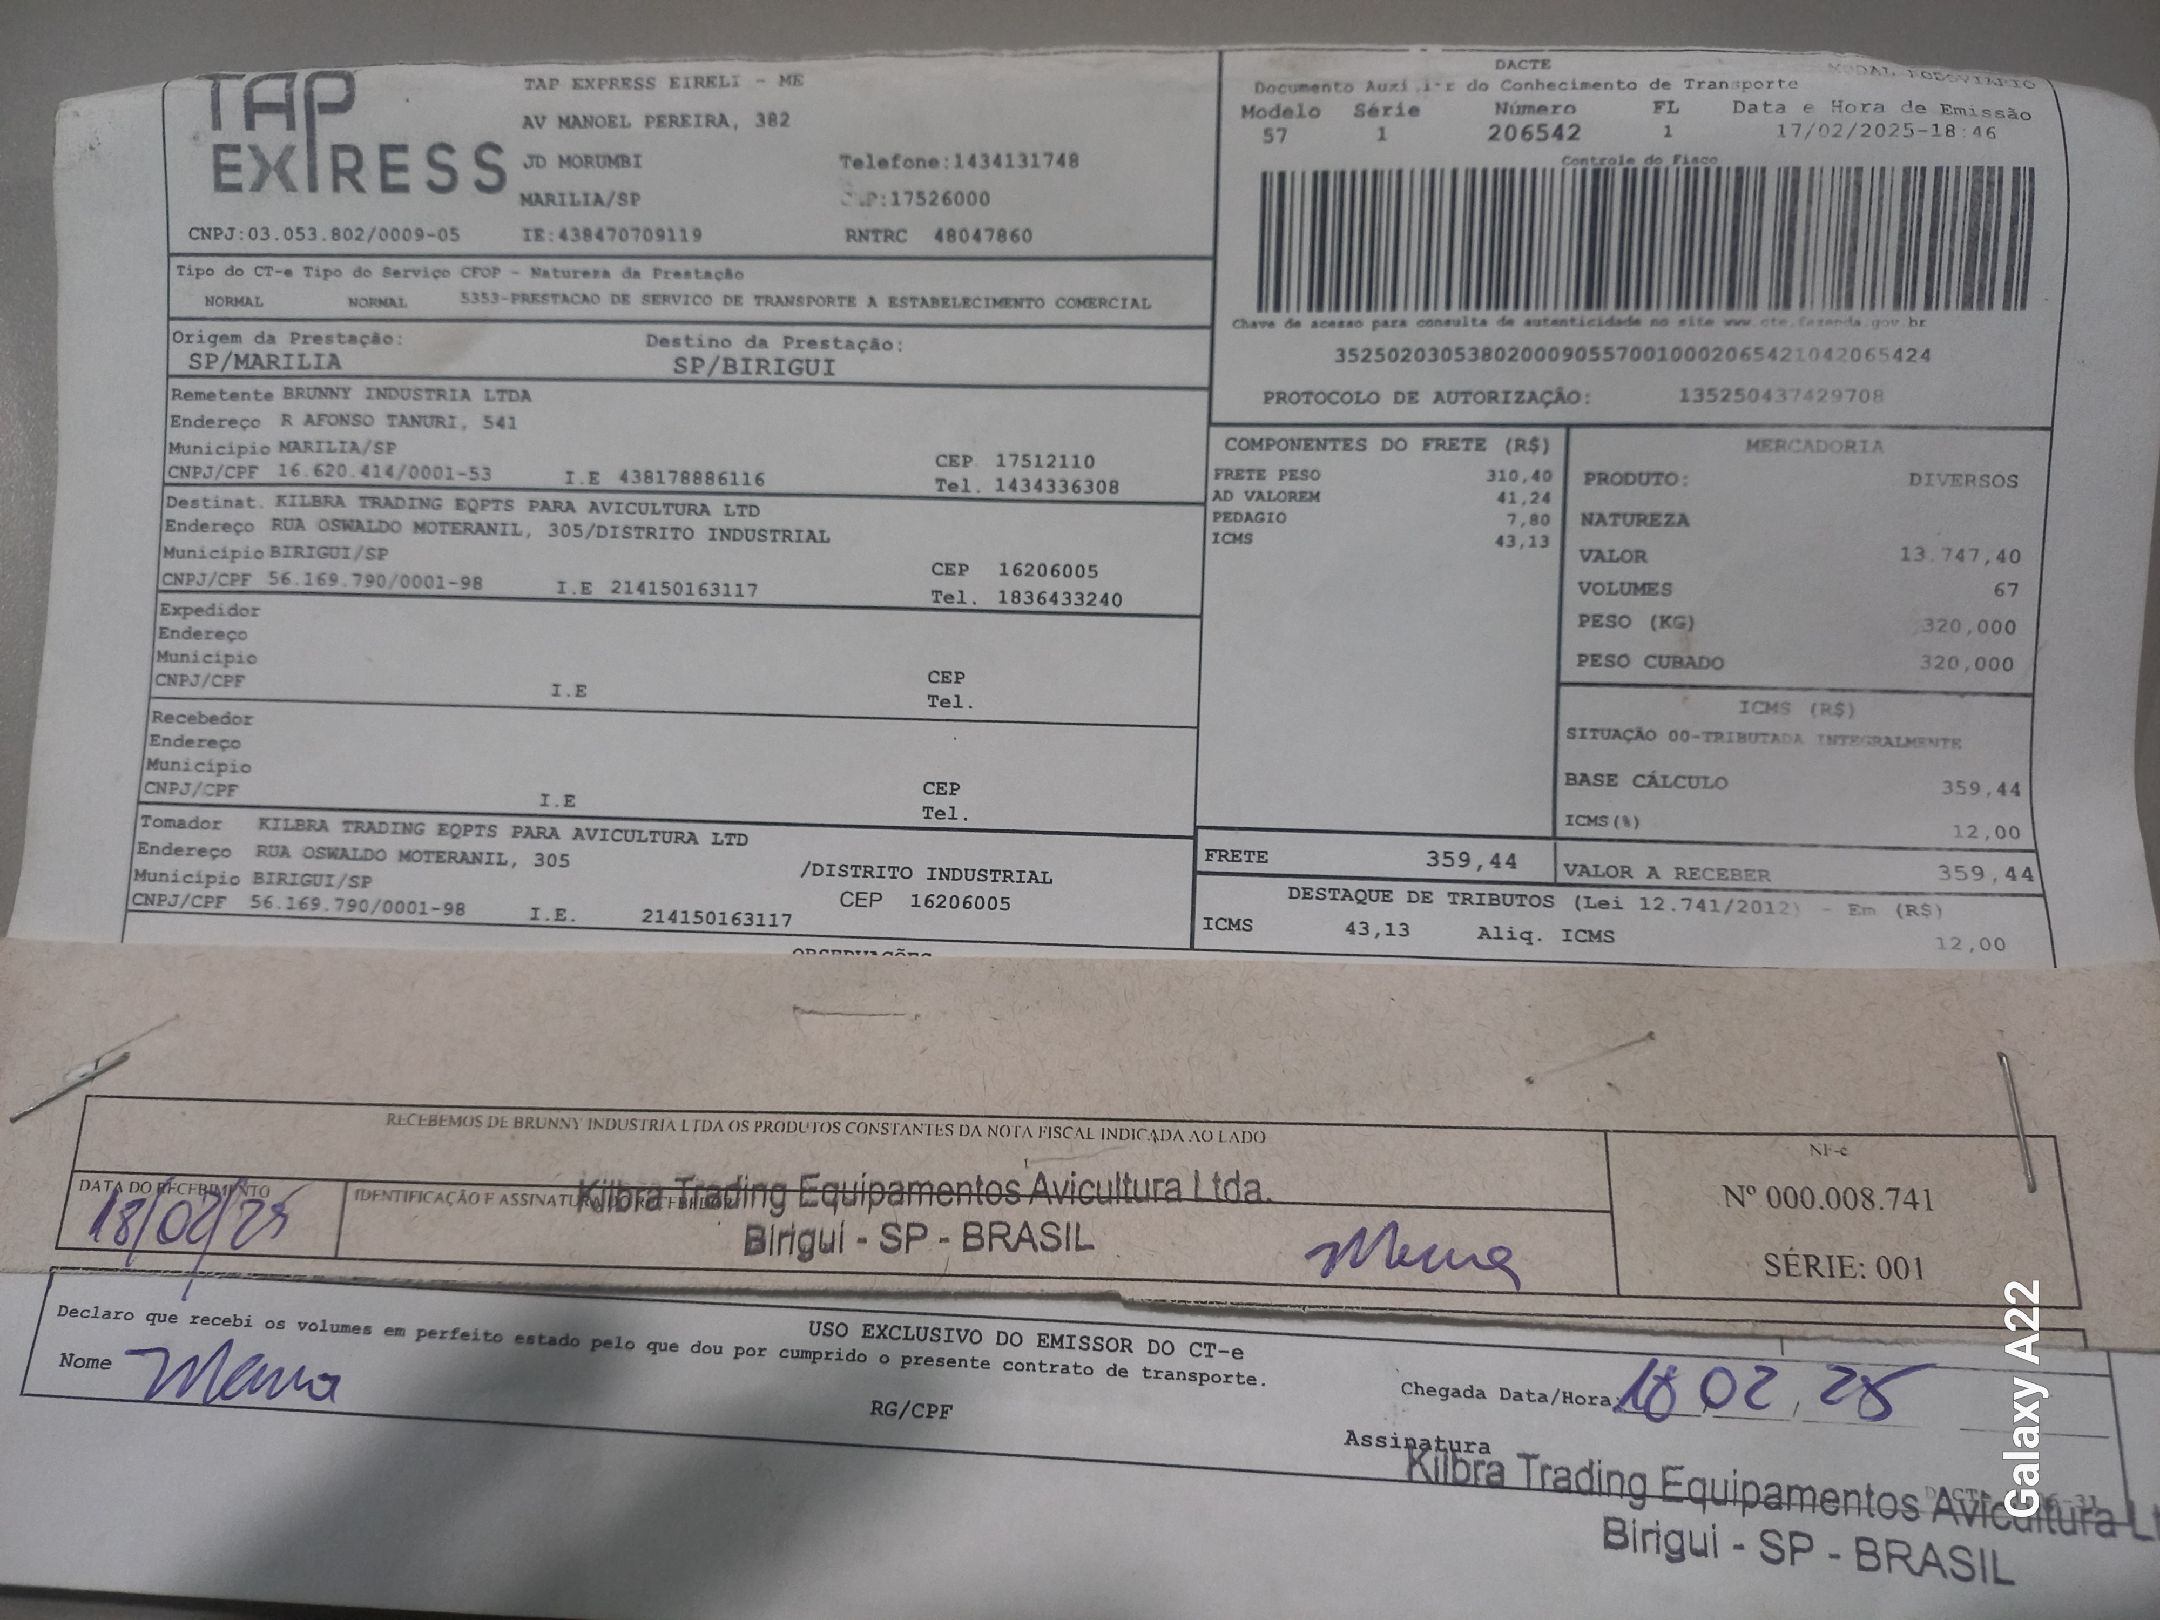 TAP EXPRESS
TAP EXPRESS EIRELI - ME
AV MANOEL PEREIRA, 382
JD MORUMBI Telefone:1434131748
MARILIA/SP :17526000
CNPJ:03.053.802/0009-05 IE:438470709119 RNTRC 48047860
DACTE
MODAL RODOVIARIO
Documento Auxi i r do Conhecimento de Transporte
Modelo Série Número FL Data e Hora de Emissão
57 1 206542 1 17/02/2025-18:46
Controle do Fisco
Chave de acesso para consulta de autenticidade no site www.cte.fazenda.gov.br
35250203053802000905570010002065421042065424
PROTOCOLO DE AUTORIZAÇÃO: 135250437429708
Tipo do CT-e Tipo do Serviço CFOP - Natureza da Prestação
NORMAL NORMAL 5353-PRESTACAO DE SERVICO DE TRANSPORTE A ESTABELECIMENTO COMERCIAL
Origem da Prestação: Destino da Prestação:
SP/MARILIA SP/BIRIGUI
Remetente BRUNNY INDUSTRIA LTDA
Endereço R AFONSO TANURI, 541
Município MARILIA/SP CEP 17512110
CNPJ/CPF 16.620.414/0001-53 I.E 438178886116 Tel. 1434336308
Destinat. KILBRA TRADING EQPTS PARA AVICULTURA LTD
Endereço RUA OSWALDO MOTERANIL, 305/DISTRITO INDUSTRIAL
Município BIRIGUI/SP CEP 16206005
CNPJ/CPF 56.169.790/0001-98 I.E 214150163117 Tel. 1836433240
Expedidor
Endereço
Município CEP
CNPJ/CPF I.E Tel.
Recebedor
Endereço
Município CEP
CNPJ/CPF I.E Tel.
Tomador KILBRA TRADING EQPTS PARA AVICULTURA LTD
Endereço RUA OSWALDO MOTERANIL, 305 /DISTRITO INDUSTRIAL
Município BIRIGUI/SP CEP 16206005
CNPJ/CPF 56.169.790/0001-98 I.E. 214150163117
OBSERVAÇÕES
COMPONENTES DO FRETE (R$)
FRETE PESO 310,40
AD VALOREM 41,24
PEDAGIO 7,80
ICMS 43,13
MERCADORIA
PRODUTO: DIVERSOS
NATUREZA
VALOR 13.747,40
VOLUMES 67
PESO (KG) 320,000
PESO CUBADO 320,000
ICMS (R$)
SITUAÇÃO 00-TRIBUTADA INTEGRALMENTE
BASE CÁLCULO 359,44
ICMS(%) 12,00
FRETE 359,44 VALOR A RECEBER 359,44
DESTAQUE DE TRIBUTOS (Lei 12.741/2012) - Em (R$)
ICMS 43,13 Aliq. ICMS 12,00
RECEBEMOS DE BRUNNY INDUSTRIA LTDA OS PRODUTOS CONSTANTES DA NOTA FISCAL INDICADA AO LADO
NF-e
Nº 000.008.741
SÉRIE: 001
DATA DO RECEBIMENTO IDENTIFICAÇÃO E ASSINATURA DO RECEBEDOR
18/02/25
Kilbra Trading Equipamentos Avicultura Ltda.
Birigui - SP - BRASIL
USO EXCLUSIVO DO EMISSOR DO CT-e
Declaro que recebi os volumes em perfeito estado pelo que dou por cumprido o presente contrato de transporte.
Nome RG/CPF
Chegada Data/Hora: 18 02 25
Assinatura
Kilbra Trading Equipamentos Avicultura Lt
Birigui - SP - BRASIL
Galaxy A22